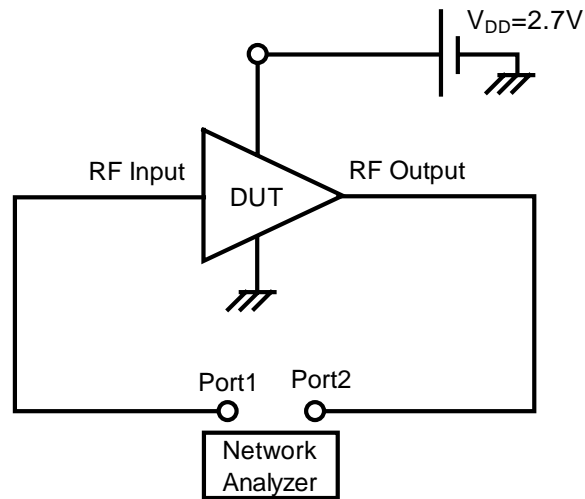 V_DD=2.7V
RF Input
RF Output
DUT
Port1
Port2
Network
Analyzer